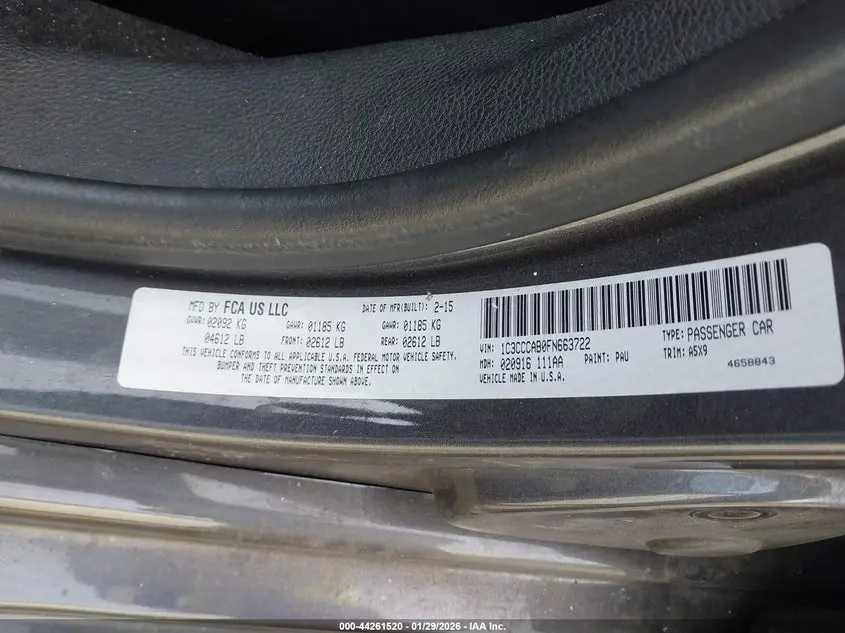 MFD BY FCA US LLC
DATE OF MFR(BUILT): 2-15
GVWR: 02092 KG
GAWR: 01185 KG
GAWR: 01185 KG
04612 LB
FRONT: 02612 LB
REAR: 02612 LB
THIS VEHICLE CONFORMS TO ALL APPLICABLE U.S.A. FEDERAL MOTOR VEHICLE SAFETY.
BUMPER AND THEFT PREVENTION STANDARDS IN EFFECT ON
THE DATE OF MANUFACTURE SHOWN ABOVE.
VIN: 1C3CCCAB0FN663722
TYPE: PASSENGER CAR
MDH: 020916 111AA
PAINT: PAU
TRIM: A5X9
VEHICLE MADE IN U.S.A.
4658843
000-44261520 | 01/29/2026 | © IAA Inc.